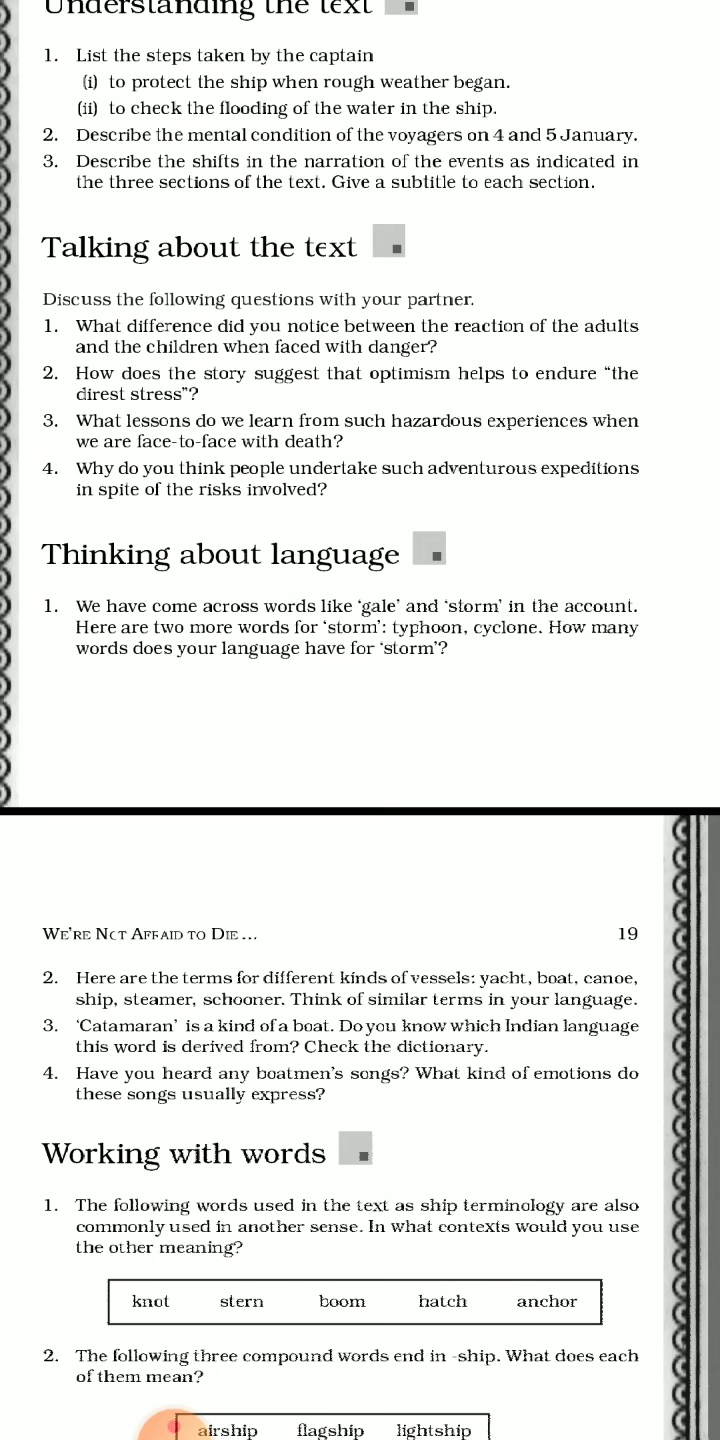 Understanding the text
1. List the steps taken by the captain
(i) to protect the ship when rough weather began.
(ii) to check the flooding of the water in the ship.
2. Describe the mental condition of the voyagers on 4 and 5 January.
3. Describe the shifts in the narration of the events as indicated in
the three sections of the text. Give a subtitle to each section.
Talking about the text
Discuss the following questions with your partner.
1. What difference did you notice between the reaction of the adults
and the children when faced with danger?
2. How does the story suggest that optimism helps to endure “the
direst stress”?
3. What lessons do we learn from such hazardous experiences when
we are face-to-face with death?
4. Why do you think people undertake such adventurous expeditions
in spite of the risks involved?
Thinking about language
1. We have come across words like ‘gale’ and ‘storm’ in the account.
Here are two more words for ‘storm’: typhoon, cyclone. How many
words does your language have for ‘storm’?
WE’RE NOT AFRAID TO DIE... 19
2. Here are the terms for different kinds of vessels: yacht, boat, canoe,
ship, steamer, schooner. Think of similar terms in your language.
3. ‘Catamaran’ is a kind of a boat. Do you know which Indian language
this word is derived from? Check the dictionary.
4. Have you heard any boatmen’s songs? What kind of emotions do
these songs usually express?
Working with words
1. The following words used in the text as ship terminology are also
commonly used in another sense. In what contexts would you use
the other meaning?
knot stern boom hatch anchor
2. The following three compound words end in -ship. What does each
of them mean?
airship flagship lightship